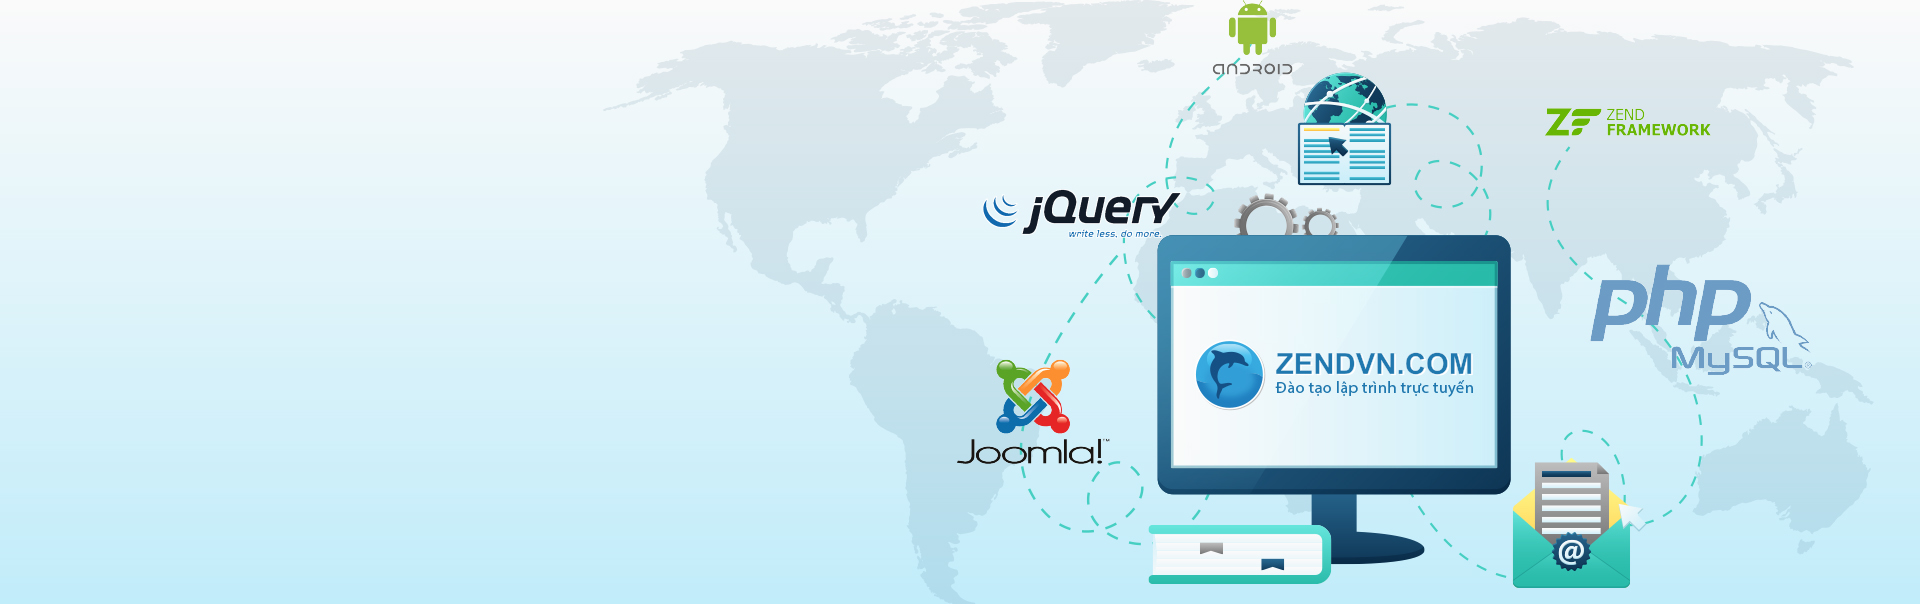 ANDROID
ZEND
FRAMEWORK
jQuery
write less, do more.
php
MySQL®
ZENDVN.COM
Đào tạo lập trình trực tuyến
Joomla!™
@